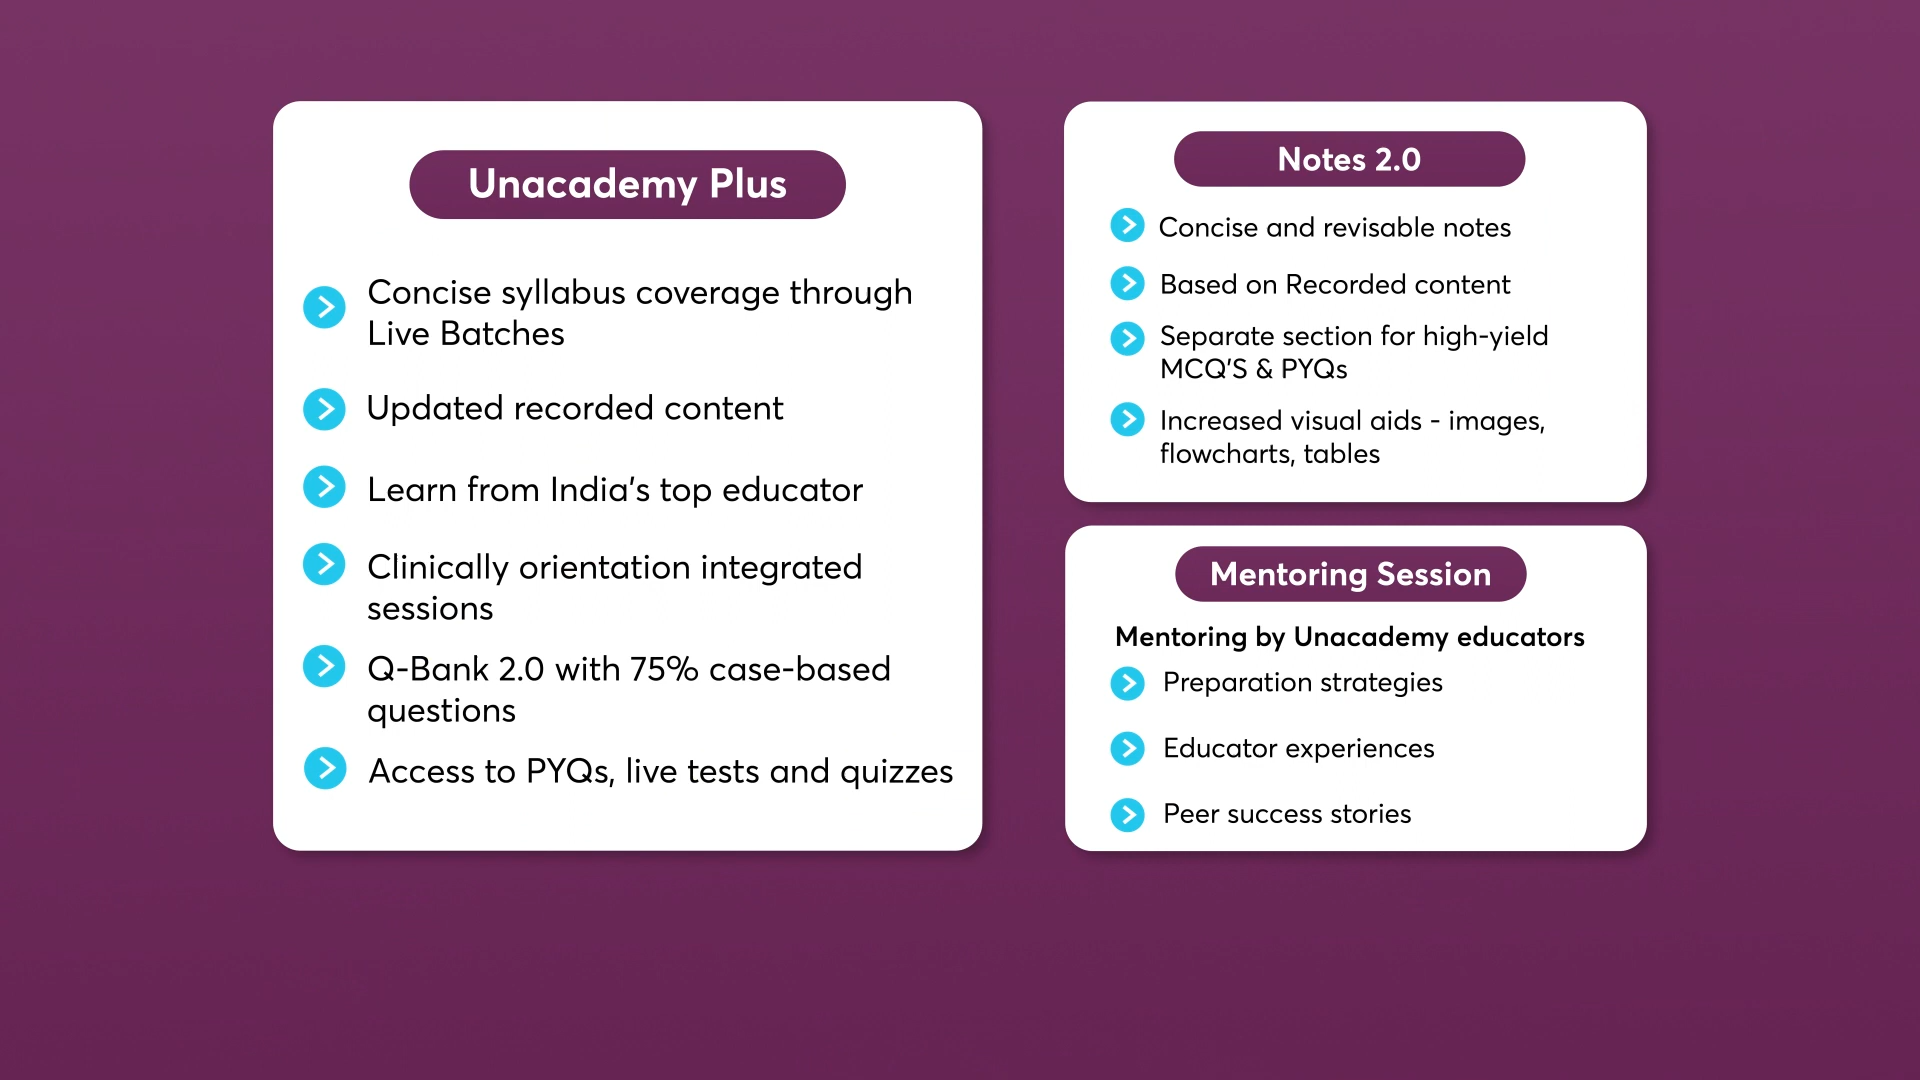 Unacademy Plus
Concise syllabus coverage through
Live Batches
Updated recorded content
Learn from India's top educator
Clinically orientation integrated
sessions
Q-Bank 2.0 with 75% case-based
questions
Access to PYQs, live tests and quizzes
Notes 2.0
Concise and revisable notes
Based on Recorded content
Separate section for high-yield
MCQ'S & PYQs
Increased visual aids - images,
flowcharts, tables
Mentoring Session
Mentoring by Unacademy educators
Preparation strategies
Educator experiences
Peer success stories